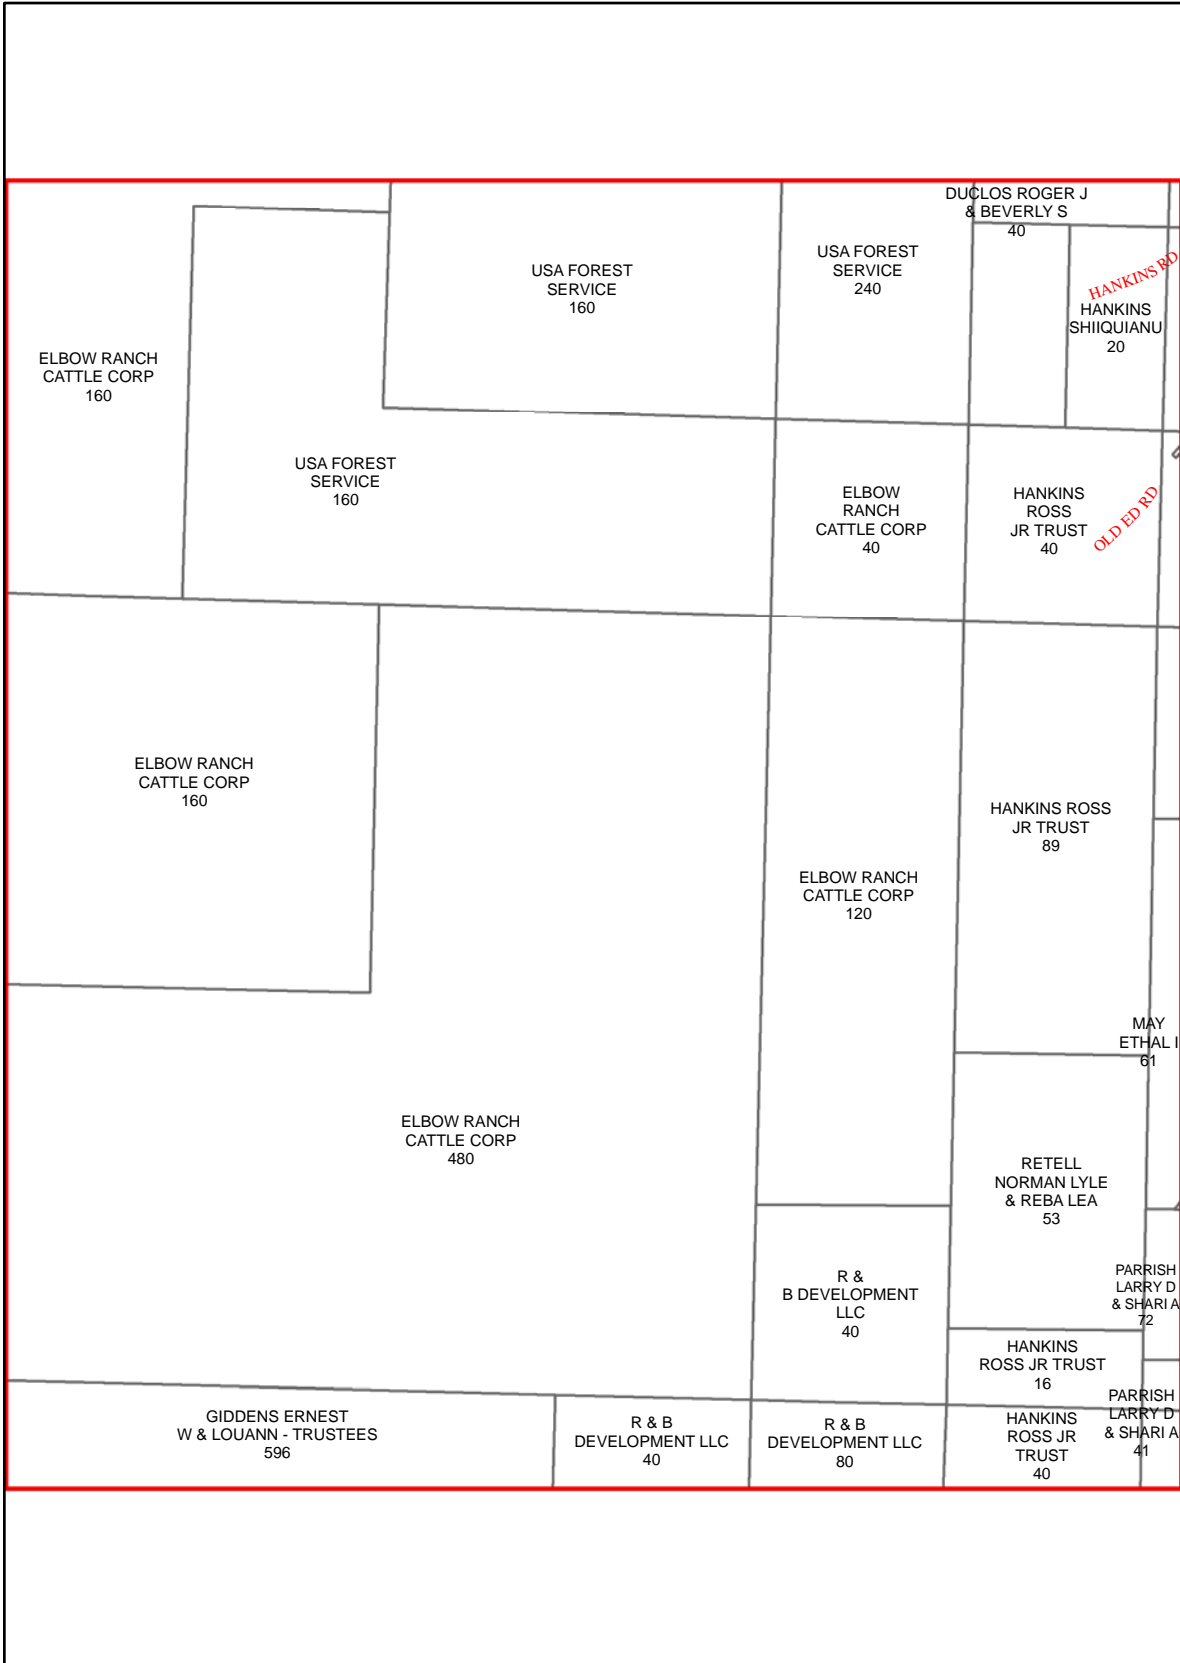 DUCLOS ROGER J
& BEVERLY S
40
USA FOREST
SERVICE
240
USA FOREST
SERVICE
160
HANKINS RD
HANKINS
SHIIQUIANU
20
ELBOW RANCH
CATTLE CORP
160
USA FOREST
SERVICE
160
ELBOW
RANCH
CATTLE CORP
40
HANKINS
ROSS
JR TRUST
40
OLD ED RD
ELBOW RANCH
CATTLE CORP
160
HANKINS ROSS
JR TRUST
89
ELBOW RANCH
CATTLE CORP
120
MAY
ETHAL I
61
ELBOW RANCH
CATTLE CORP
480
RETELL
NORMAN LYLE
& REBA LEA
53
R &
B DEVELOPMENT
LLC
40
PARRISH
LARRY D
& SHARI A
72
HANKINS
ROSS JR TRUST
16
PARRISH
LARRY D
& SHARI A
41
GIDDENS ERNEST
W & LOUANN - TRUSTEES
596
R & B
DEVELOPMENT LLC
40
R & B
DEVELOPMENT LLC
80
HANKINS
ROSS JR
TRUST
40